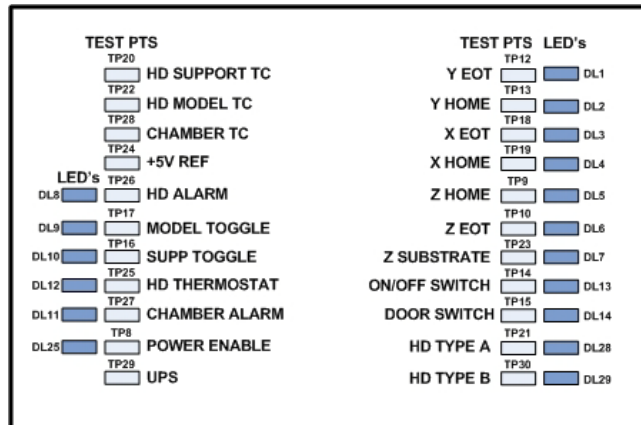 TEST PTS
TP20
HD SUPPORT TC
TP22
HD MODEL TC
TP28
CHAMBER TC
TP24
+5V REF
LED's
TP26
DL8 HD ALARM
TP17
DL9 MODEL TOGGLE
TP16
DL10 SUPP TOGGLE
TP25
DL12 HD THERMOSTAT
TP27
DL11 CHAMBER ALARM
TP8
DL25 POWER ENABLE
TP29
UPS
TEST PTS LED's
TP12
Y EOT DL1
TP13
Y HOME DL2
TP18
X EOT DL3
TP19
X HOME DL4
TP9
Z HOME DL5
TP10
Z EOT DL6
TP23
Z SUBSTRATE DL7
TP14
ON/OFF SWITCH DL13
TP15
DOOR SWITCH DL14
TP21
HD TYPE A DL28
TP30
HD TYPE B DL29